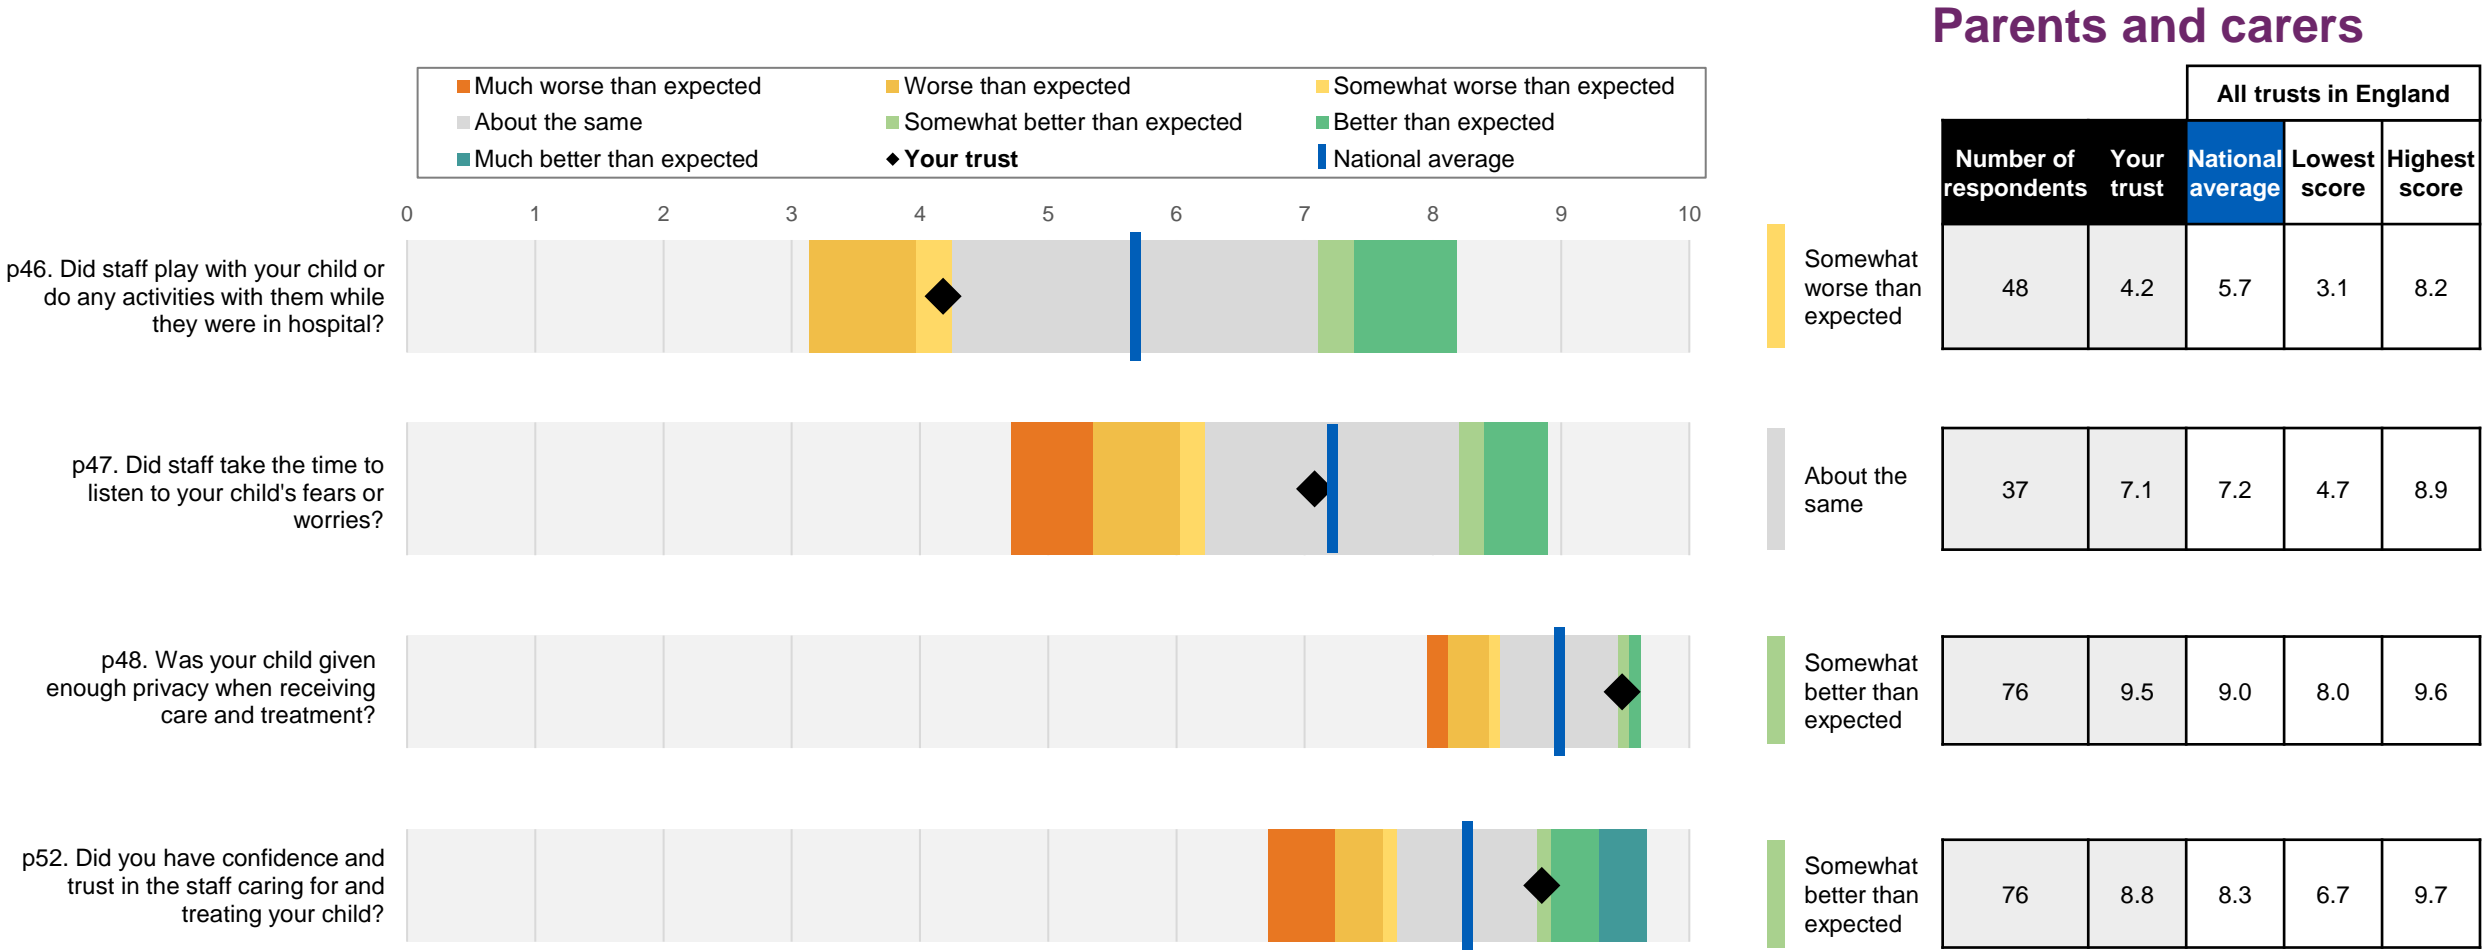 Parents and carers
Much worse than expected
Worse than expected
Somewhat worse than expected
About the same
Somewhat better than expected
Better than expected
Much better than expected
Your trust
National average
All trusts in England
Number of respondents
Your trust
National average
Lowest score
Highest score
0 1 2 3 4 5 6 7 8 9 10
p46. Did staff play with your child or
do any activities with them while
they were in hospital?
Somewhat
worse than
expected
48 4.2 5.7 3.1 8.2
p47. Did staff take the time to
listen to your child's fears or
worries?
About the
same
37 7.1 7.2 4.7 8.9
p48. Was your child given
enough privacy when receiving
care and treatment?
Somewhat
better than
expected
76 9.5 9.0 8.0 9.6
p52. Did you have confidence and
trust in the staff caring for and
treating your child?
Somewhat
better than
expected
76 8.8 8.3 6.7 9.7